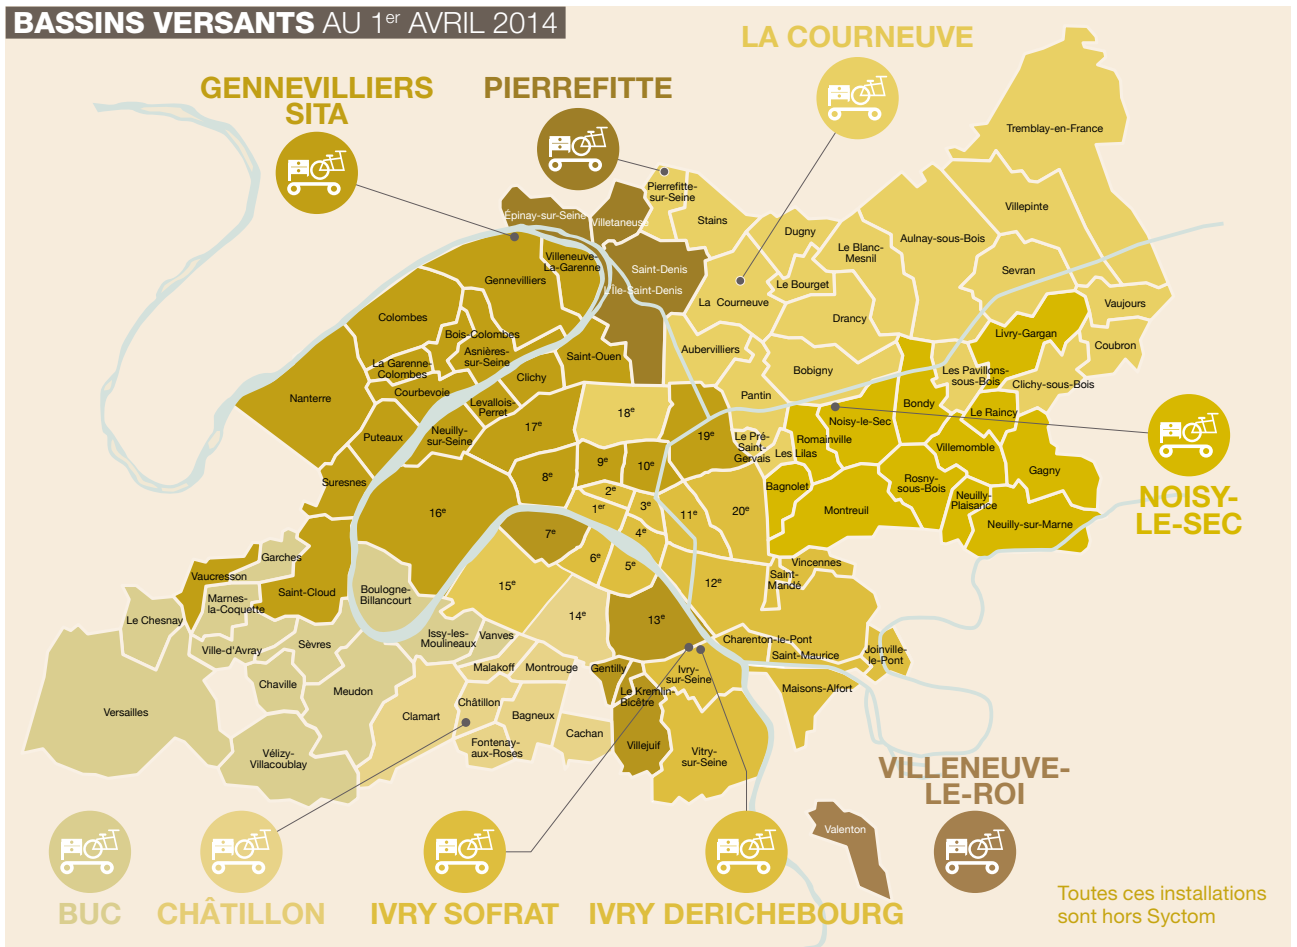 BASSINS VERSANTS AU 1er AVRIL 2014
LA COURNEUVE
GENNEVILLIERS
SITA
PIERREFITTE
Tremblay-en-France
Pierrefitte-
sur-Seine
Épinay-sur-Seine
Villetaneuse
Stains
Dugny
Villepinte
Le Blanc-
Mesnil
Aulnay-sous-Bois
Villeneuve-
La-Garenne
Gennevilliers
Saint-Denis
L'Île-Saint-Denis
Sevran
Le Bourget
La Courneuve
Vaujours
Colombes
Drancy
Bois-Colombes
Livry-Gargan
Coubron
Asnières-
sur-Seine
Saint-Ouen
Aubervilliers
La Garenne-
Colombes
Bobigny
Les Pavillons-
sous-Bois
Clichy
Clichy-sous-Bois
Courbevoie
Nanterre
Pantin
Levallois-
Perret
Bondy
Le Raincy
18e
Noisy-le-Sec
17e
Puteaux
Neuilly-
sur-Seine
19e
Le Pré-
Saint-
Gervais
Romainville
Les Lilas
Villemomble
Gagny
9e
10e
8e
Suresnes
Bagnolet
Rosny-
sous-Bois
Neuilly-
Plaisance
NOISY-
LE-SEC
2e
1er
3e
16e
11e
20e
Montreuil
Neuilly-sur-Marne
7e
4e
6e
5e
Garches
Vincennes
Saint-
Mandé
Vaucresson
12e
15e
Marnes-
la-Coquette
Saint-Cloud
Boulogne-
Billancourt
14e
13e
Le Chesnay
Issy-les-
Moulineaux
Vanves
Charenton-le-Pont
Sèvres
Ville-d'Avray
Saint-Maurice
Joinville-
le-Pont
Malakoff
Montrouge
Gentilly
Ivry-
sur-Seine
Chaville
Meudon
Le Kremlin-
Bicêtre
Maisons-Alfort
Châtillon
Versailles
Clamart
Bagneux
Cachan
Fontenay-
aux-Roses
Villejuif
Vitry-
sur-Seine
Vélizy-
Villacoublay
VILLENEUVE-
LE-ROI
Valenton
BUC
CHÂTILLON
IVRY SOFRAT
IVRY DERICHEBOURG
Toutes ces installations
sont hors Syctom